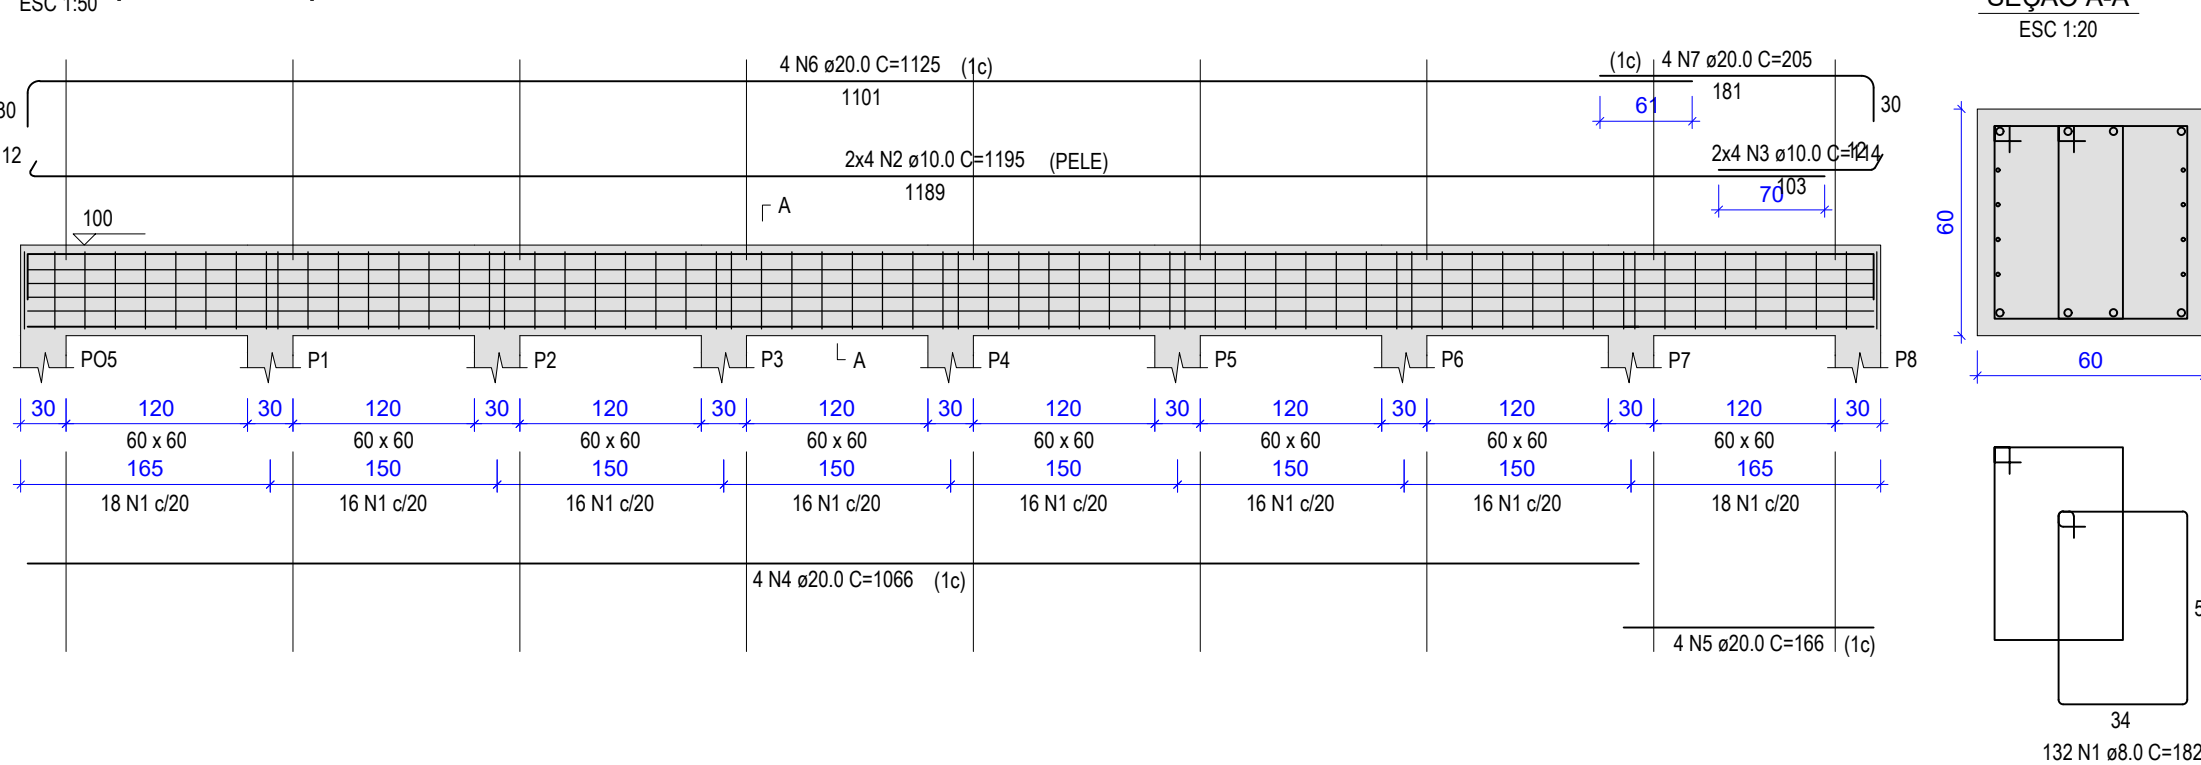 ESC 1:50
SEÇÃO A-A
ESC 1:20
4 N6 ø20.0 C=1125 (1c)
1101
(1c) 4 N7 ø20.0 C=205
181
61
30
30
12
2x4 N2 ø10.0 C=1195 (PELE)
1189
2x4 N3 ø10.0 C=114
12
103
70
A
100
PO5 P1 P2 P3 A P4 P5 P6 P7 P8
30 120 30 120 30 120 30 120 30 120 30 120 30 120 30 120 30
60 x 60 60 x 60 60 x 60 60 x 60 60 x 60 60 x 60 60 x 60 60 x 60
165 150 150 150 150 150 150 165
18 N1 c/20 16 N1 c/20 16 N1 c/20 16 N1 c/20 16 N1 c/20 16 N1 c/20 16 N1 c/20 18 N1 c/20
4 N4 ø20.0 C=1066 (1c)
4 N5 ø20.0 C=166 (1c)
60
60
34
132 N1 ø8.0 C=182